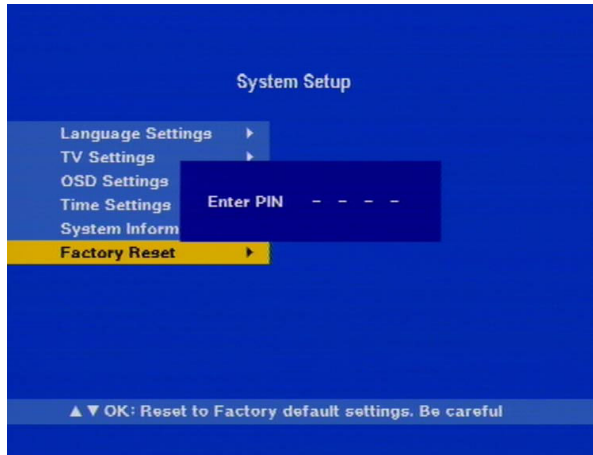 System Setup
Language Settings
TV Settings
OSD Settings
Time Settings
Enter PIN - - - -
System Inform
Factory Reset
▲▼ OK: Reset to Factory default settings. Be careful